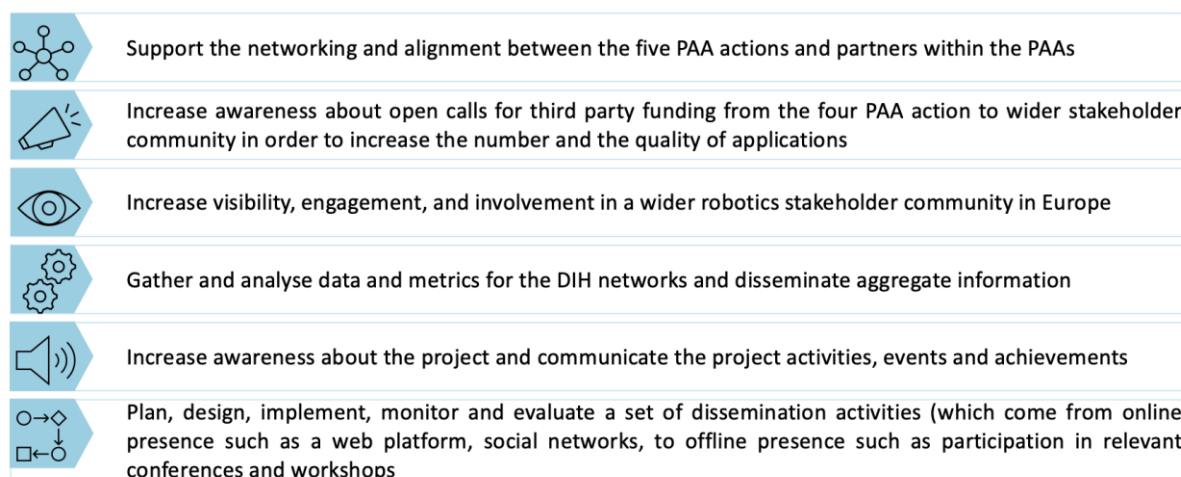 Support the networking and alignment between the five PAA actions and partners within the PAAs
Increase awareness about open calls for third party funding from the four PAA action to wider stakeholder
community in order to increase the number and the quality of applications
Increase visibility, engagement, and involvement in a wider robotics stakeholder community in Europe
Gather and analyse data and metrics for the DIH networks and disseminate aggregate information
Increase awareness about the project and communicate the project activities, events and achievements
Plan, design, implement, monitor and evaluate a set of dissemination activities (which come from online
presence such as a web platform, social networks, to offline presence such as participation in relevant
conferences and workshops